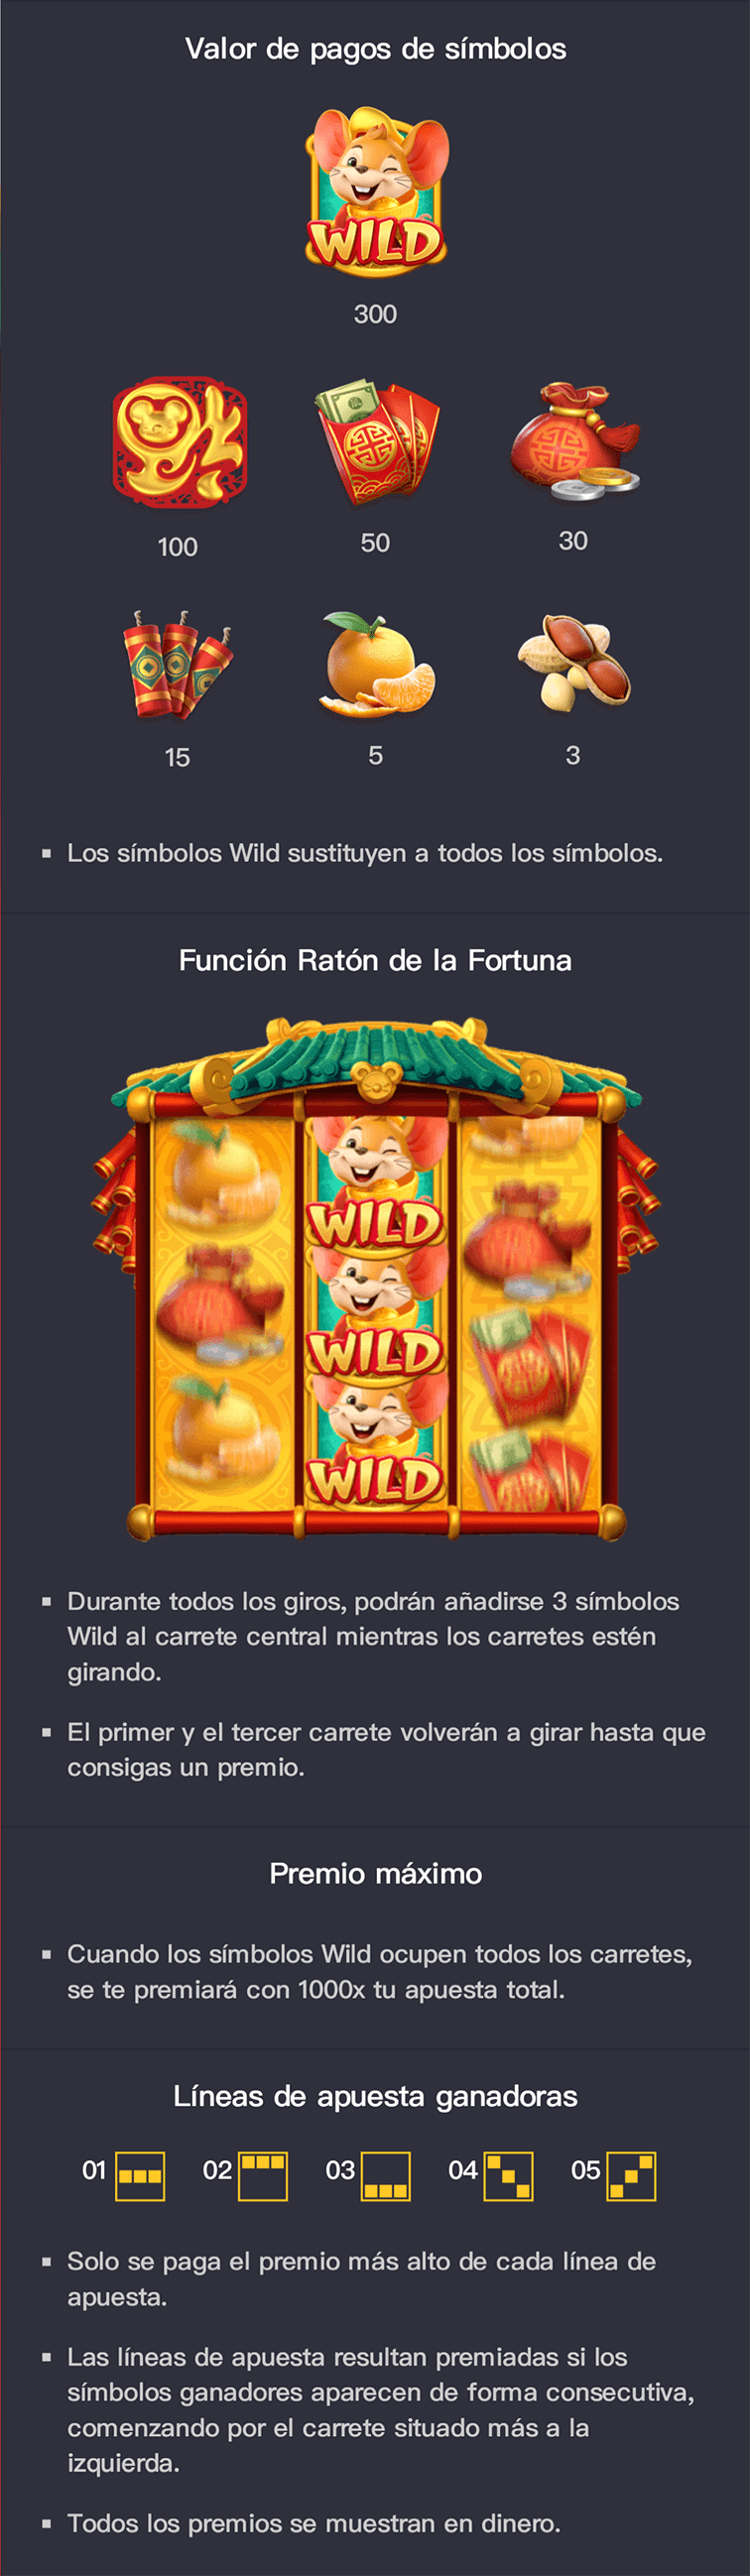 Valor de pagos de símbolos
WILD
300
100
50
30
15
5
3
▪ Los símbolos Wild sustituyen a todos los símbolos.
Función Ratón de la Fortuna
WILD
WILD
WILD
▪ Durante todos los giros, podrán añadirse 3 símbolos
Wild al carrete central mientras los carretes estén
girando.
▪ El primer y el tercer carrete volverán a girar hasta que
consigas un premio.
Premio máximo
▪ Cuando los símbolos Wild ocupen todos los carretes,
se te premiará con 1000x tu apuesta total.
Líneas de apuesta ganadoras
01 02 03 04 05
▪ Solo se paga el premio más alto de cada línea de
apuesta.
▪ Las líneas de apuesta resultan premiadas si los
símbolos ganadores aparecen de forma consecutiva,
comenzando por el carrete situado más a la
izquierda.
▪ Todos los premios se muestran en dinero.